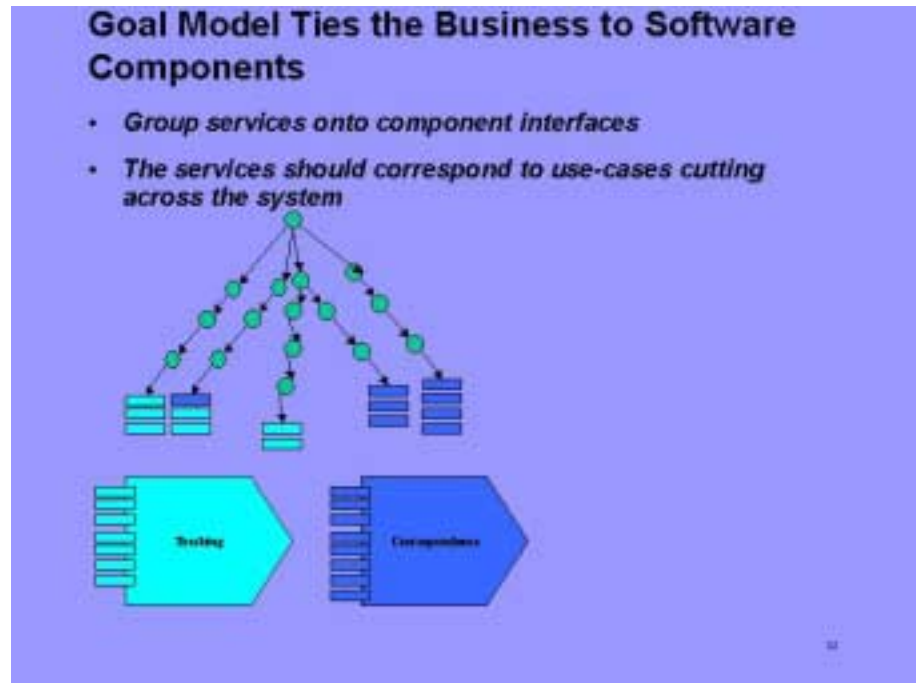 Goal Model Ties the Business to Software
Components
• Group services onto component interfaces
• The services should correspond to use-cases cutting
across the system
Tracking
Correspondence